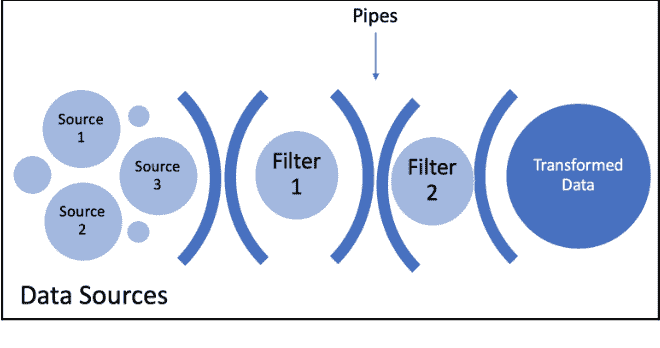 Pipes
Source
1
Source
3
Source
2
Filter
1
Filter
2
Transformed
Data
Data Sources